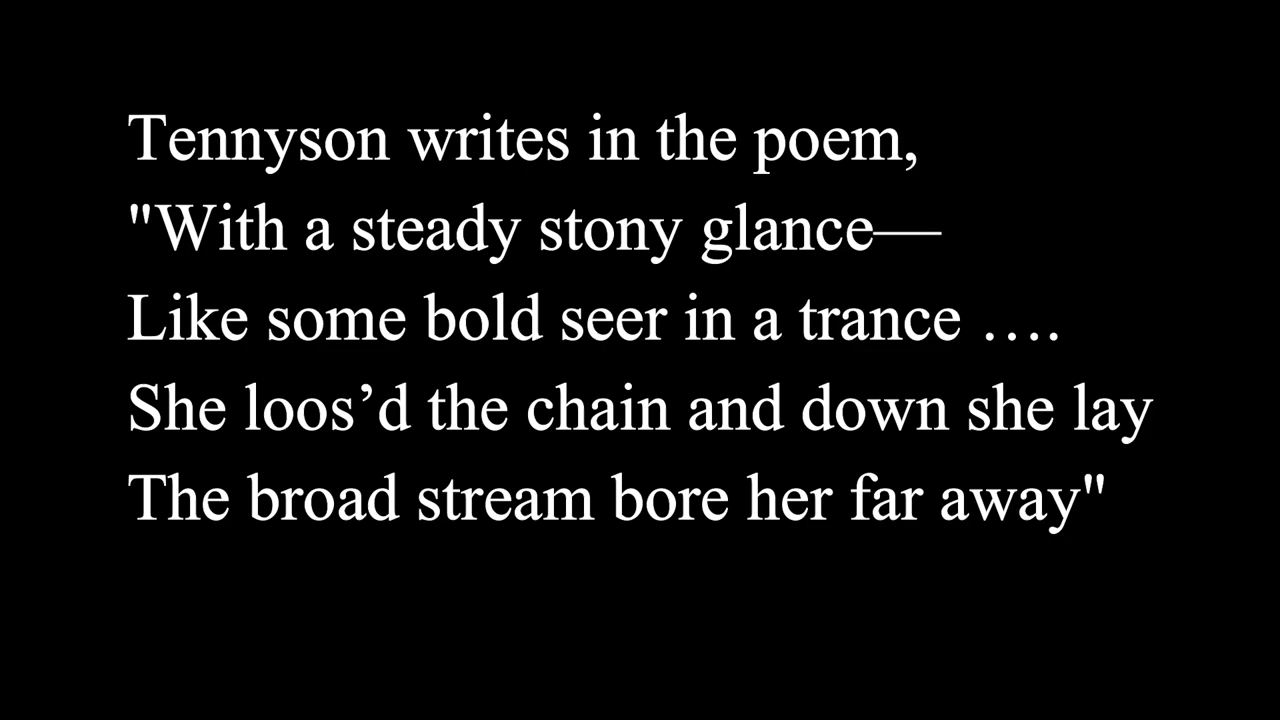 Tennyson writes in the poem,
"With a steady stony glance—
Like some bold seer in a trance ….
She loos’d the chain and down she lay
The broad stream bore her far away"